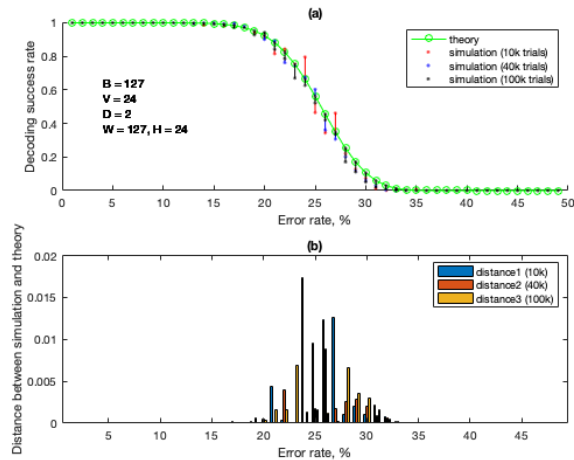 (a)
Decoding success rate
1
0.8
0.6
0.4
0.2
0
B = 127
V = 24
D = 2
W = 127, H = 24
theory
simulation (10k trials)
simulation (40k trials)
simulation (100k trials)
0 5 10 15 20 25 30 35 40 45 50
Error rate, %
(b)
Distance between simulation and theory
0.02
0.015
0.01
0.005
0
distance1 (10k)
distance2 (40k)
distance3 (100k)
5 10 15 20 25 30 35 40 45
Error rate, %